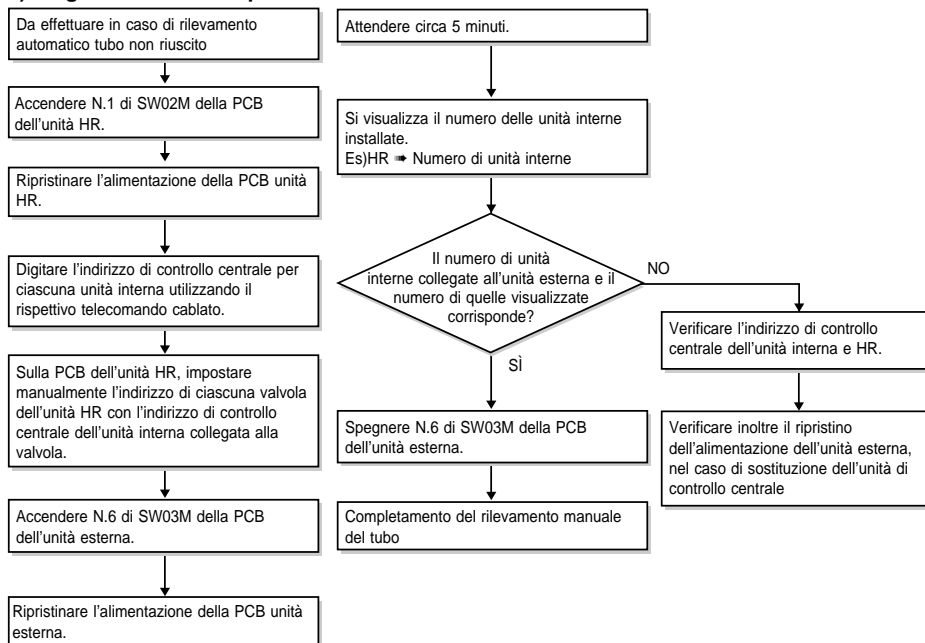 Da effettuare in caso di rilevamento
automatico tubo non riuscito
Accendere N.1 di SW02M della PCB
dell'unità HR.
Ripristinare l'alimentazione della PCB unità
HR.
Digitare l'indirizzo di controllo centrale per
ciascuna unità interna utilizzando il
rispettivo telecomando cablato.
Sulla PCB dell'unità HR, impostare
manualmente l'indirizzo di ciascuna valvola
dell'unità HR con l'indirizzo di controllo
centrale dell'unità interna collegata alla
valvola.
Accendere N.6 di SW03M della PCB
dell'unità esterna.
Ripristinare l'alimentazione della PCB unità
esterna.
Attendere circa 5 minuti.
Si visualizza il numero delle unità interne
installate.
Es)HR ➠ Numero di unità interne
Il numero di unità
interne collegate all'unità esterna e il
numero di quelle visualizzate
corrisponde?
NO
SÌ
Spegnere N.6 di SW03M della PCB
dell'unità esterna.
Completamento del rilevamento manuale
del tubo
Verificare l'indirizzo di controllo
centrale dell'unità interna e HR.
Verificare inoltre il ripristino
dell'alimentazione dell'unità esterna,
nel caso di sostituzione dell'unità di
controllo centrale